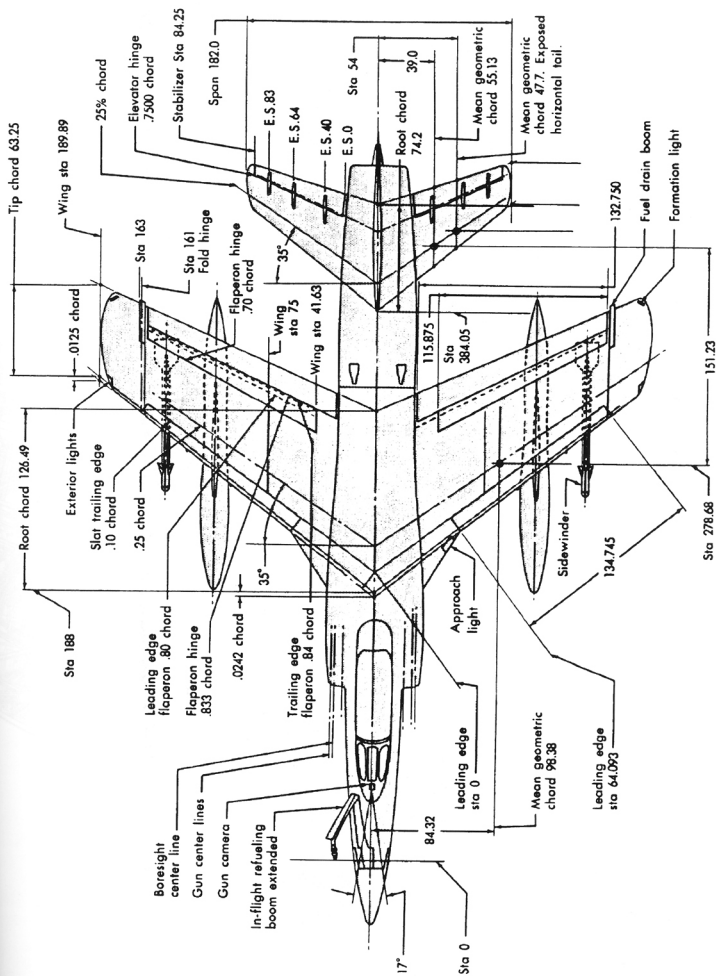 Tip chord 63.25
Wing sta 189.89
.0125 chord
Sta 163
Sta 161
Fold hinge
Flaperon hinge
.70 chord
Wing
sta 75
Wing sta 41.63
25% chord
Elevator hinge
.7500 chord
Stabilizer Sta 84.25
Span 182.0
E.S.83
E.S.64
E.S.40
E.S.0
Sta 54
39.0
Root chord
74.2
Mean geometric
chord 55.13
Mean geometric
chord 47.7. Exposed
horizontal tail.
35°
Root chord 126.49
Exterior lights
Slat trailing edge
.10 chord
.25 chord
35°
Sta 188
Leading edge
flaperon .80 chord
Flaperon hinge
.833 chord
.0242 chord
Trailing edge
flaperon .84 chord
115.875
Sta
384.05
132.750
Fuel drain boom
Formation light
151.23
Sta 278.68
Sidewinder
134.745
Approach
light
Boresight
center line
Gun center lines
Gun camera
In-flight refueling
boom extended
17°
Sta 0
84.32
Leading edge
sta 0
Mean geometric
chord 98.38
Leading edge
sta 64.093